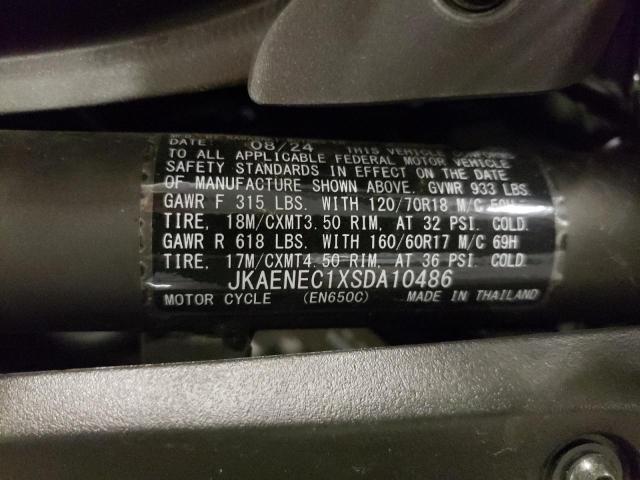 DATE: 08/24 THIS VEHICLE
TO ALL APPLICABLE FEDERAL MOTOR VEHICLE
SAFETY STANDARDS IN EFFECT ON THE DATE
OF MANUFACTURE SHOWN ABOVE. GVWR 933 LBS.
GAWR F 315 LBS. WITH 120/70R18 M/C
TIRE, 18M/CXMT3.50 RIM, AT 32 PSI. COLD.
GAWR R 618 LBS. WITH 160/60R17 M/C 69H
TIRE, 17M/CXMT4.50 RIM, AT 36 PSI. COLD.
JKAENEC1XSDA10486
MOTOR CYCLE (EN650C) MADE IN THAILAND